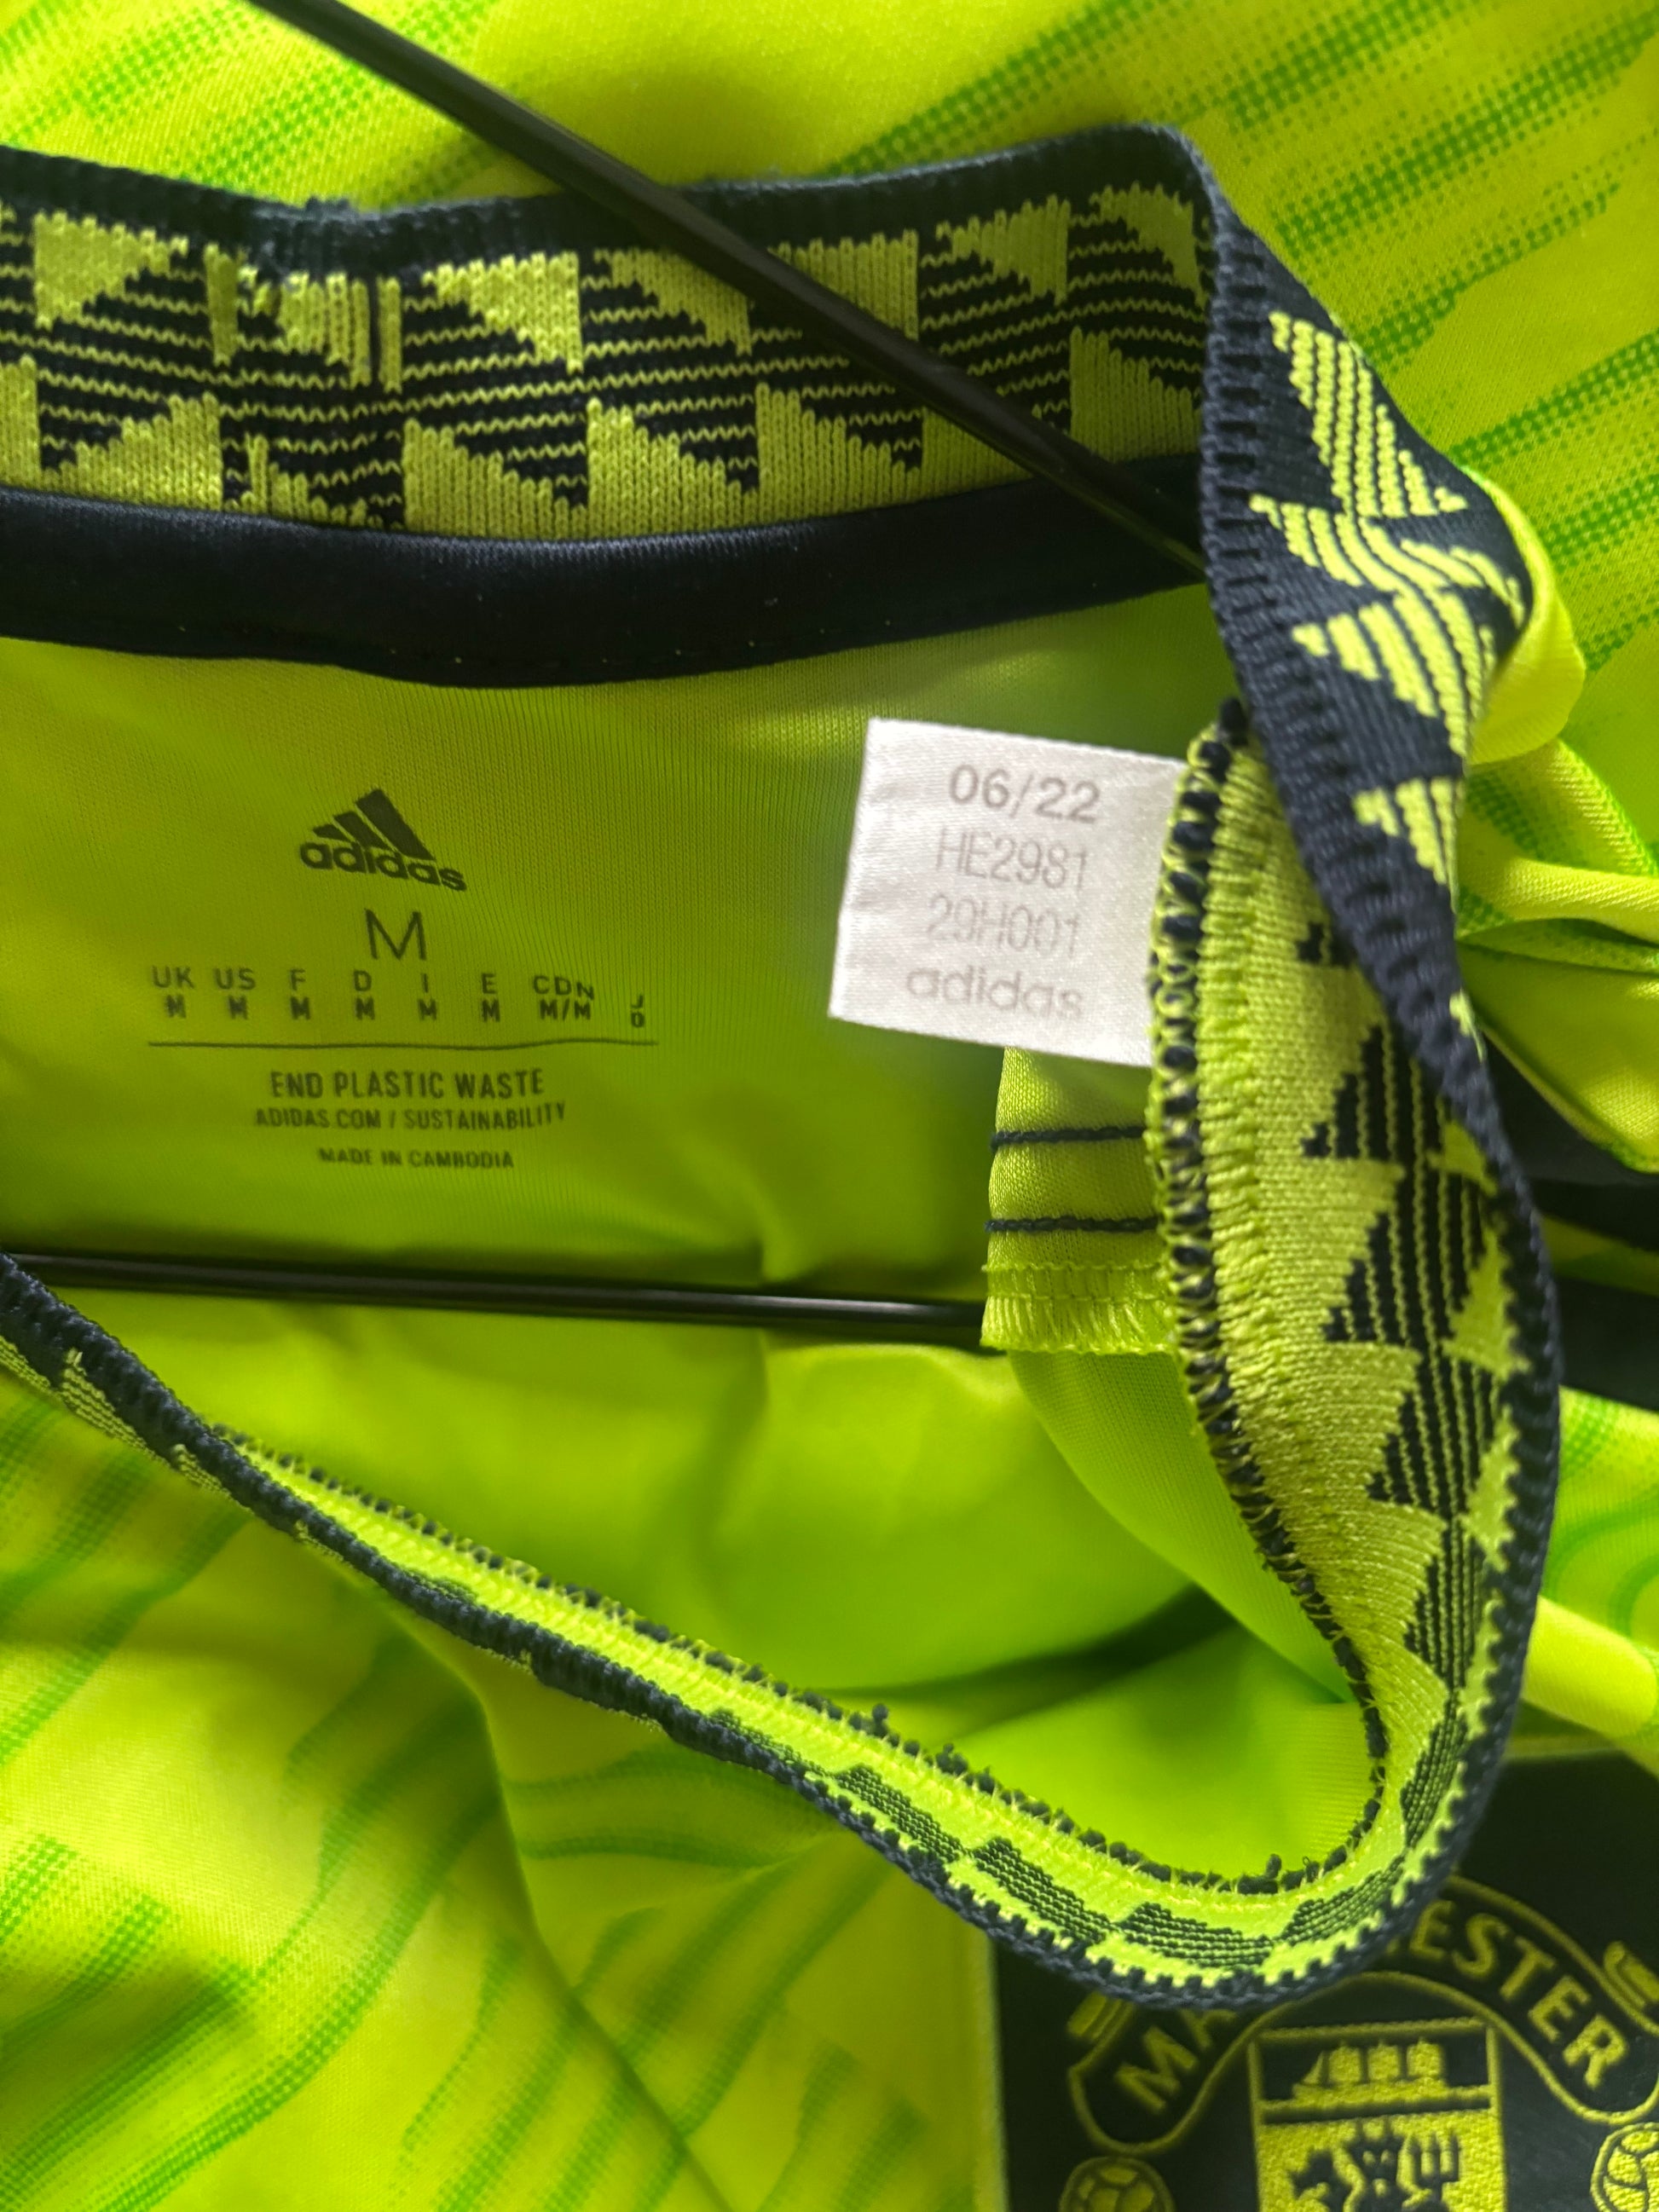 06/22
HE2981
29H001
adidas
adidas
M
UK US F D I E CDN J
M M M M M M M/M O
END PLASTIC WASTE
ADIDAS.COM / SUSTAINABILITY
MADE IN CAMBODIA